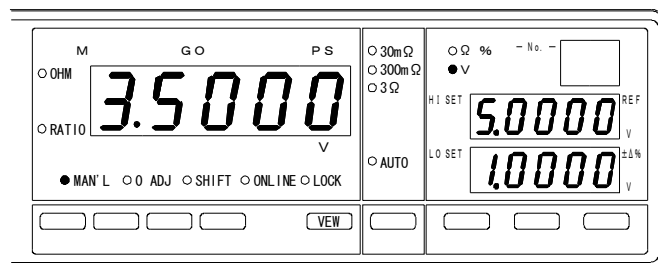 M GO PS
OHM
3.5000
RATIO
V
MAN'L 0 ADJ SHIFT ONLINE LOCK
VEW
30mΩ
300mΩ
3Ω
AUTO
Ω % - No. -
V
HI SET 5.0000 REF
V
LO SET 1.0000 ±Δ%
V